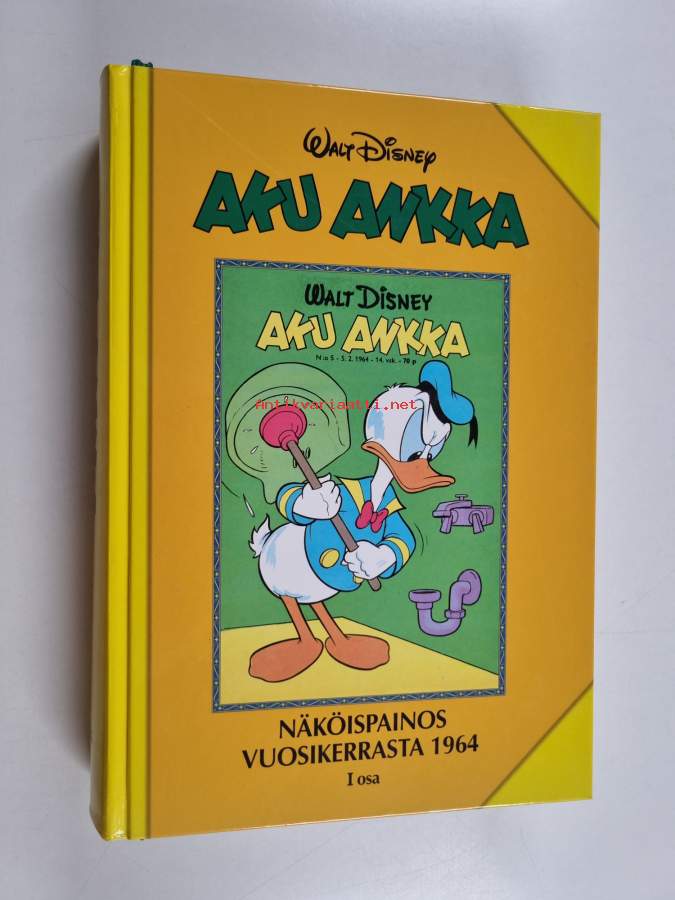 WALT DISNEY
AKU ANKKA
WALT DISNEY
AKU ANKKA
N:o 5 - 5. 2. 1964 - 14. vsk. - 70 p
Antikvariaatti.net
NÄKÖISPAINOS
VUOSIKERRASTA 1964
I osa